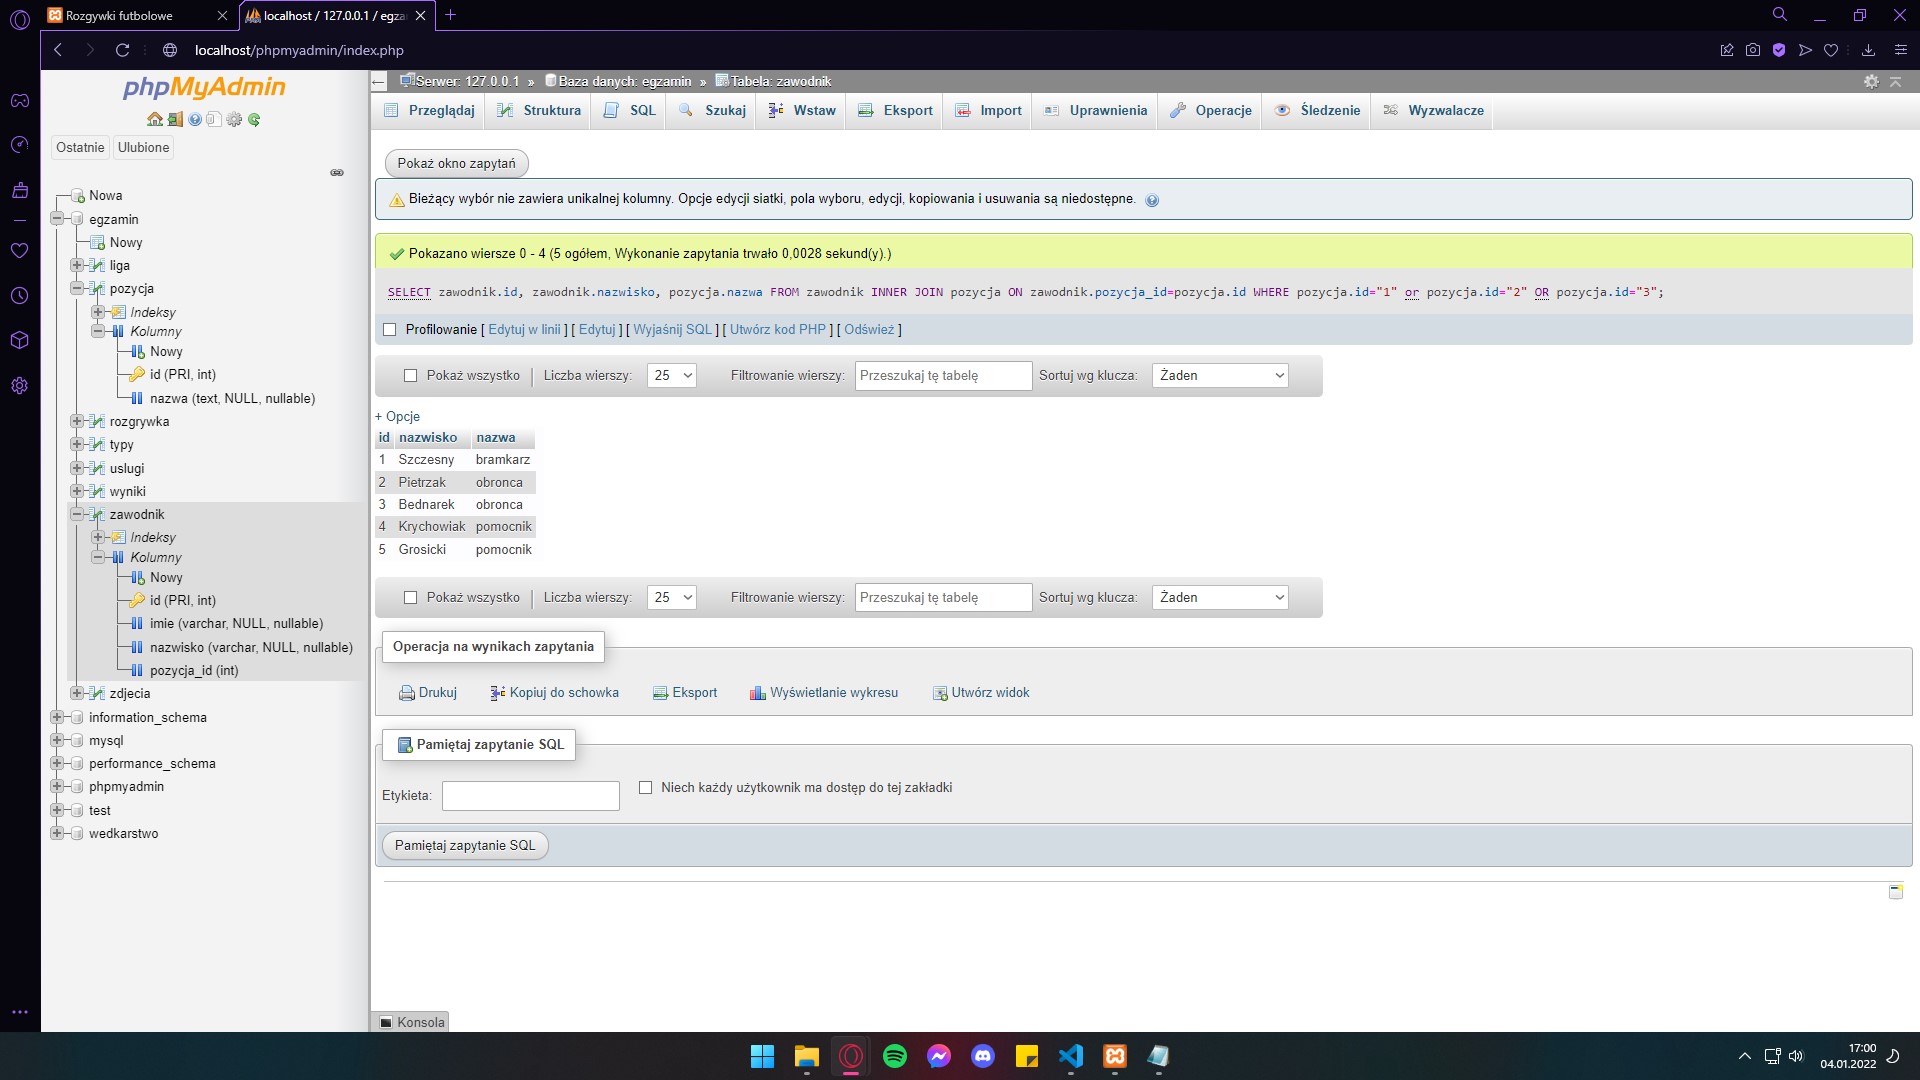 Rozgywki futbolowe
localhost / 127.0.0.1 / egza
localhost/phpmyadmin/index.php
phpMyAdmin
Ostatnie
Ulubione
Nowa
egzamin
Nowy
liga
pozycja
Indeksy
Kolumny
Nowy
id (PRI, int)
nazwa (text, NULL, nullable)
rozgrywka
typy
uslugi
wyniki
zawodnik
Indeksy
Kolumny
Nowy
id (PRI, int)
imie (varchar, NULL, nullable)
nazwisko (varchar, NULL, nullable)
pozycja_id (int)
zdjecia
information_schema
mysql
performance_schema
phpmyadmin
test
wedkarstwo
Serwer: 127.0.0.1 » Baza danych: egzamin » Tabela: zawodnik
Przeglądaj Struktura SQL Szukaj Wstaw Eksport Import Uprawnienia Operacje Śledzenie Wyzwalacze
Pokaż okno zapytań
Bieżący wybór nie zawiera unikalnej kolumny. Opcje edycji siatki, pola wyboru, edycji, kopiowania i usuwania są niedostępne.
Pokazano wiersze 0 - 4 (5 ogółem, Wykonanie zapytania trwało 0,0028 sekund(y).)
SELECT zawodnik.id, zawodnik.nazwisko, pozycja.nazwa FROM zawodnik INNER JOIN pozycja ON zawodnik.pozycja_id=pozycja.id WHERE pozycja.id="1" or pozycja.id="2" OR pozycja.id="3";
Profilowanie [ Edytuj w linii ] [ Edytuj ] [ Wyjaśnij SQL ] [ Utwórz kod PHP ] [ Odśwież ]
Pokaż wszystko | Liczba wierszy: 25 Filtrowanie wierszy: Przeszukaj tę tabelę Sortuj wg klucza: Żaden
+ Opcje
id nazwisko nazwa
1 Szczesny bramkarz
2 Pietrzak obronca
3 Bednarek obronca
4 Krychowiak pomocnik
5 Grosicki pomocnik
Pokaż wszystko | Liczba wierszy: 25 Filtrowanie wierszy: Przeszukaj tę tabelę Sortuj wg klucza: Żaden
Operacja na wynikach zapytania
Drukuj Kopiuj do schowka Eksport Wyświetlanie wykresu Utwórz widok
Pamiętaj zapytanie SQL
Etykieta: Niech każdy użytkownik ma dostęp do tej zakładki
Pamiętaj zapytanie SQL
Konsola
17:00
04.01.2022